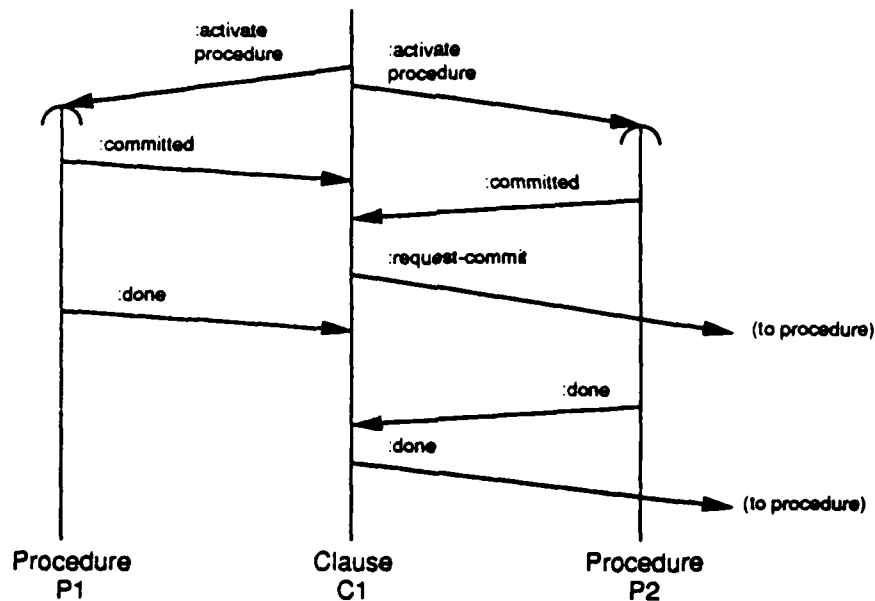 :activate
procedure
:activate
procedure
:committed
:committed
:request-commit
:done
(to procedure)
:done
:done
(to procedure)
Procedure
P1
Clause
C1
Procedure
P2